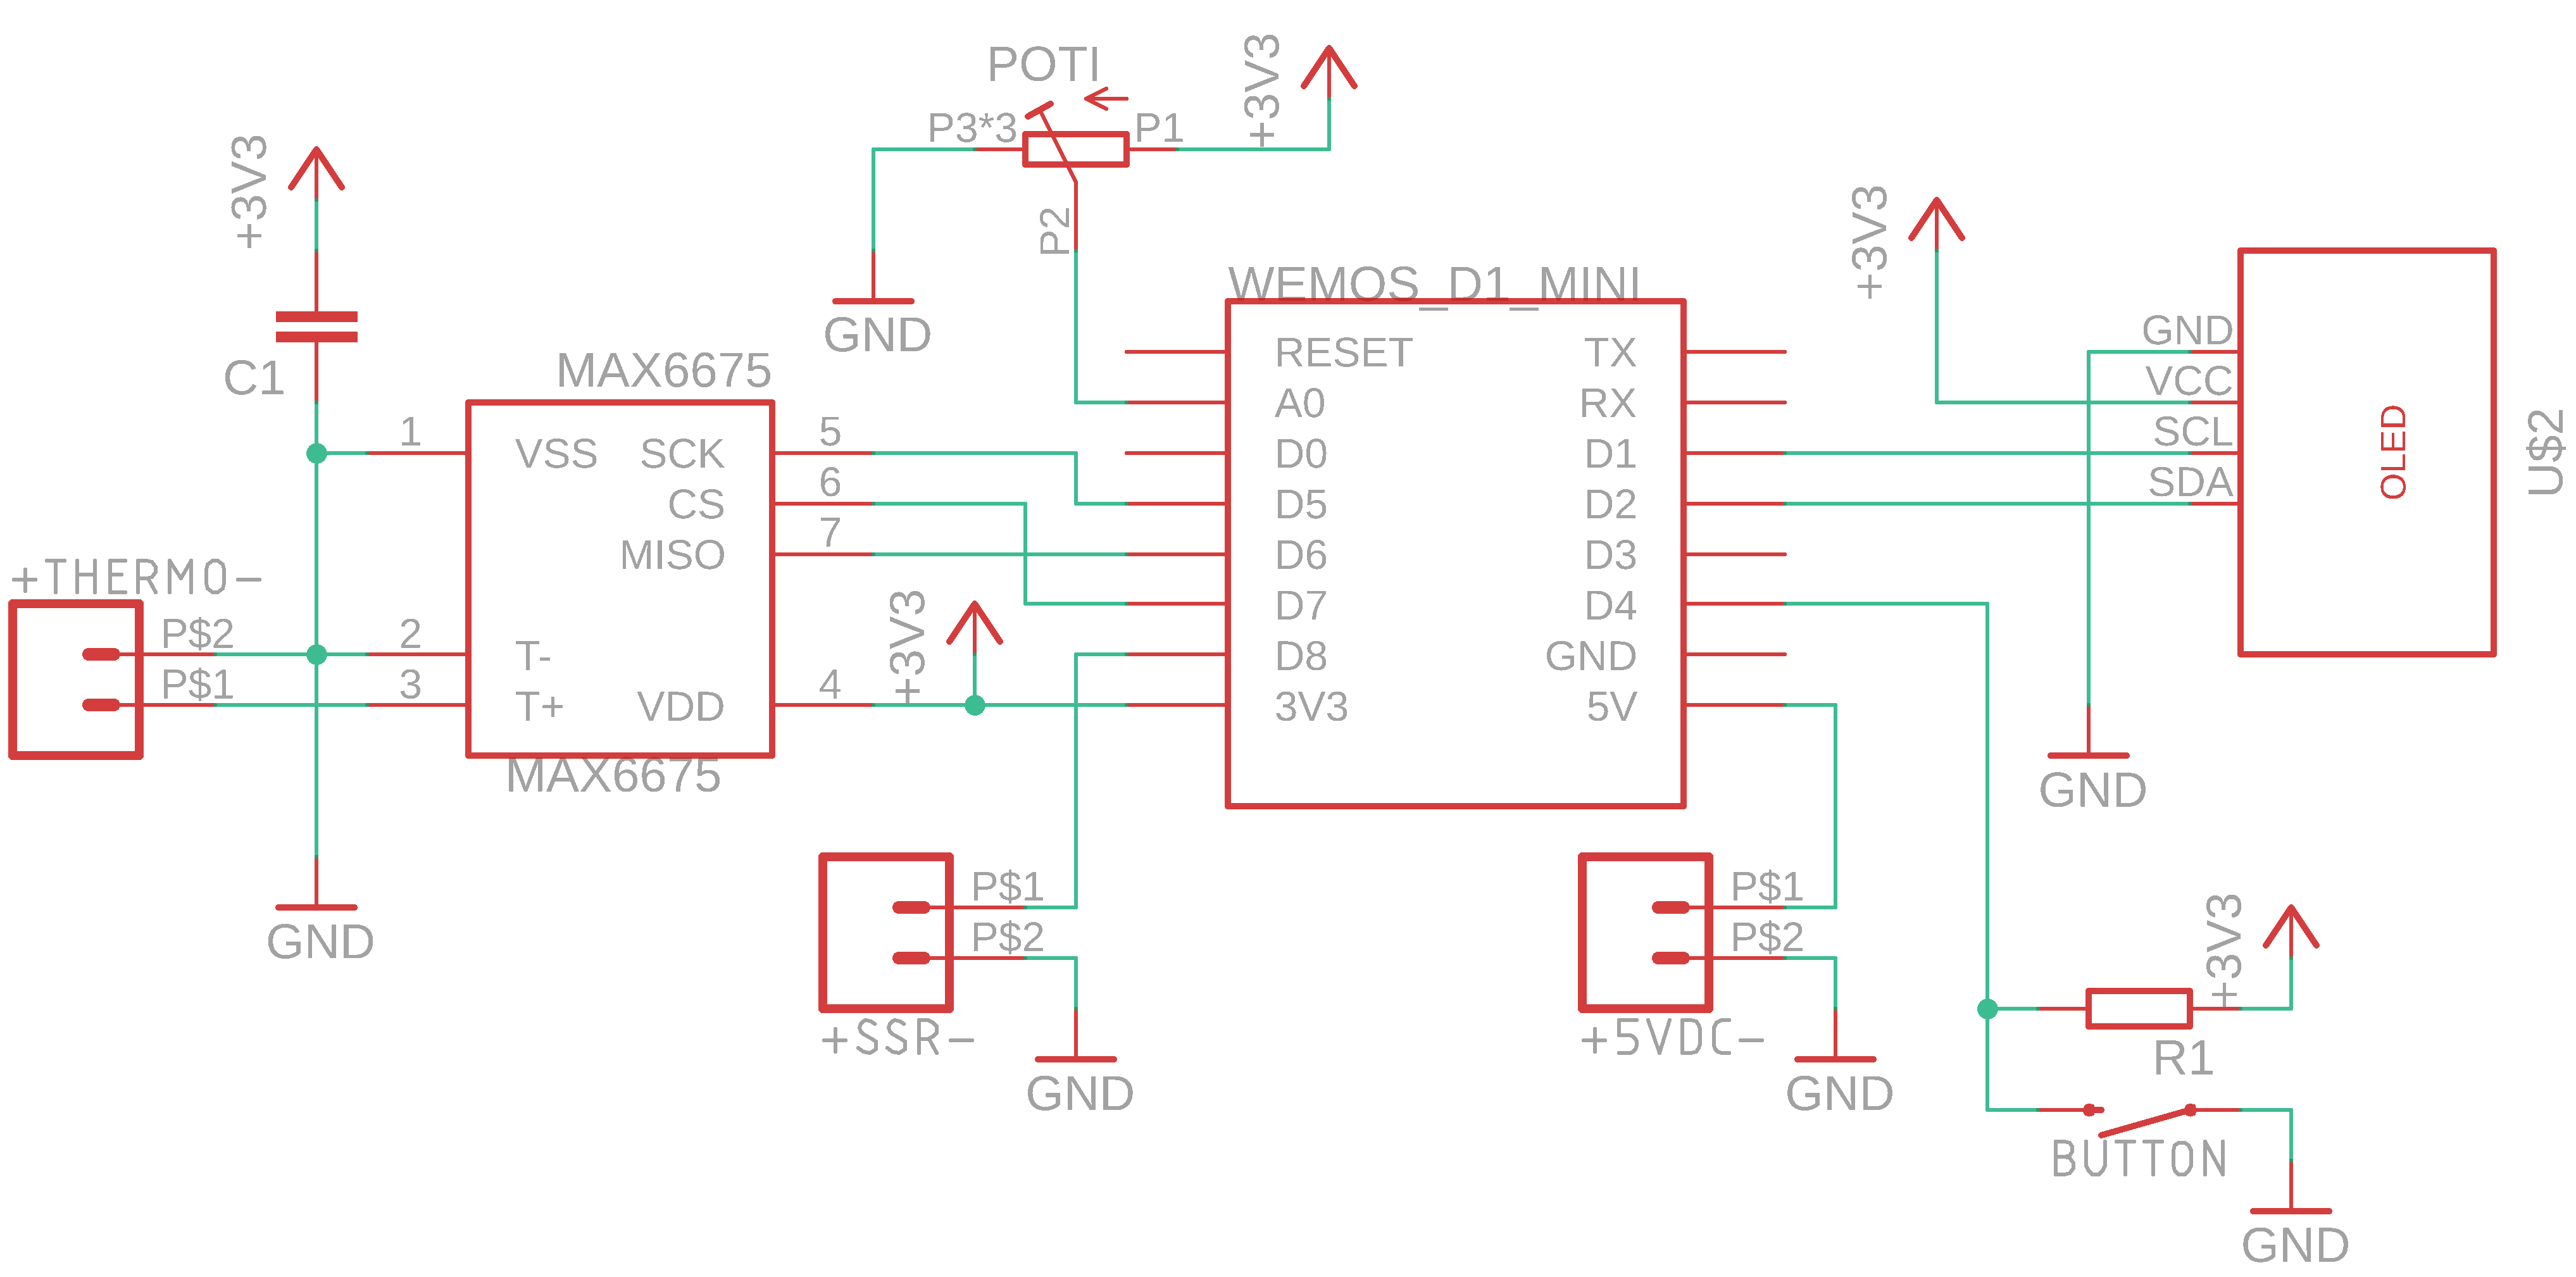 POTI
+3V3
P3*3
P1
P2
GND
+3V3
C1
+3V3
WEMOS_D1_MINI
RESET
A0
D0
D5
D6
D7
D8
3V3
TX
RX
D1
D2
D3
D4
GND
5V
MAX6675
1
VSS
SCK
5
CS
6
MISO
7
2
T-
3
T+
VDD
4
MAX6675
+3V3
+THERMO-
P$2
P$1
GND
GND
VCC
SCL
SDA
OLED
U$2
GND
P$1
P$2
+SSR-
GND
P$1
P$2
+5VDC-
GND
+3V3
R1
BUTTON
GND